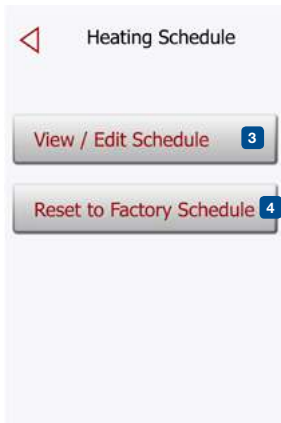 Heating Schedule
View / Edit Schedule 3
Reset to Factory Schedule 4